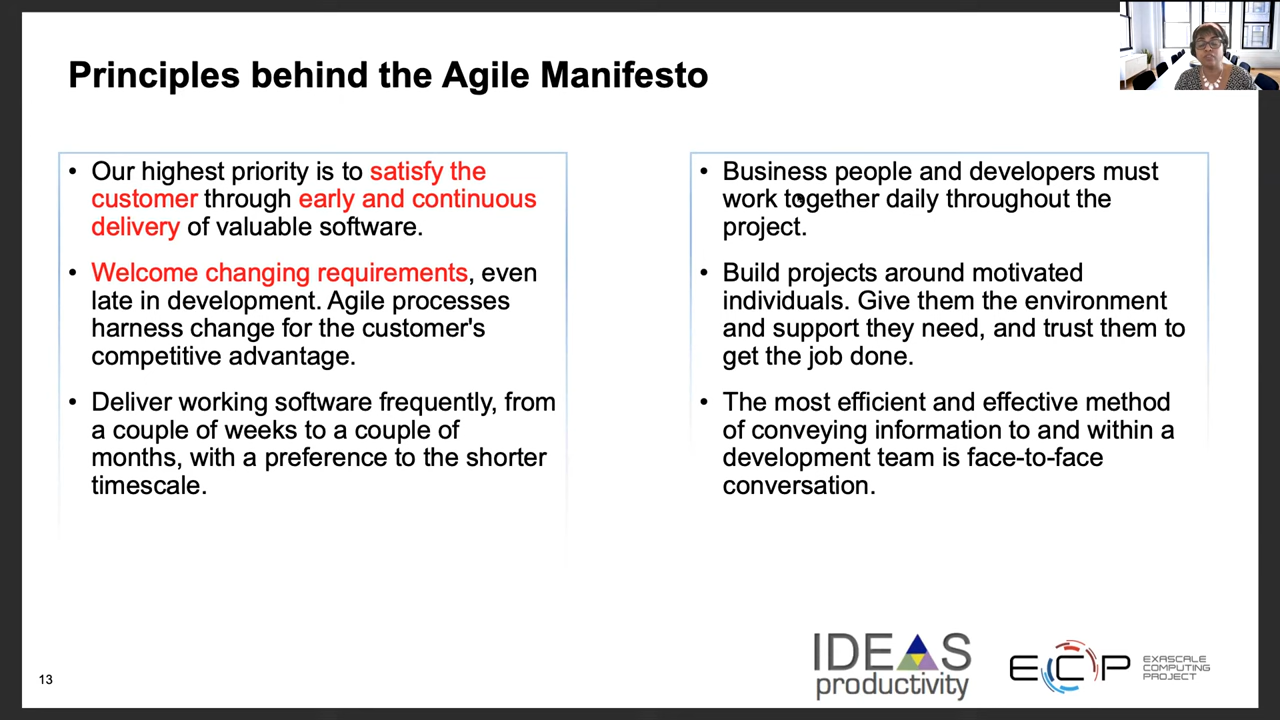 Principles behind the Agile Manifesto
• Our highest priority is to satisfy the
customer through early and continuous
delivery of valuable software.
• Welcome changing requirements, even
late in development. Agile processes
harness change for the customer's
competitive advantage.
• Deliver working software frequently, from
a couple of weeks to a couple of
months, with a preference to the shorter
timescale.
• Business people and developers must
work together daily throughout the
project.
• Build projects around motivated
individuals. Give them the environment
and support they need, and trust them to
get the job done.
• The most efficient and effective method
of conveying information to and within a
development team is face-to-face
conversation.
13
IDEAS
productivity
ECP
EXASCALE
COMPUTING
PROJECT